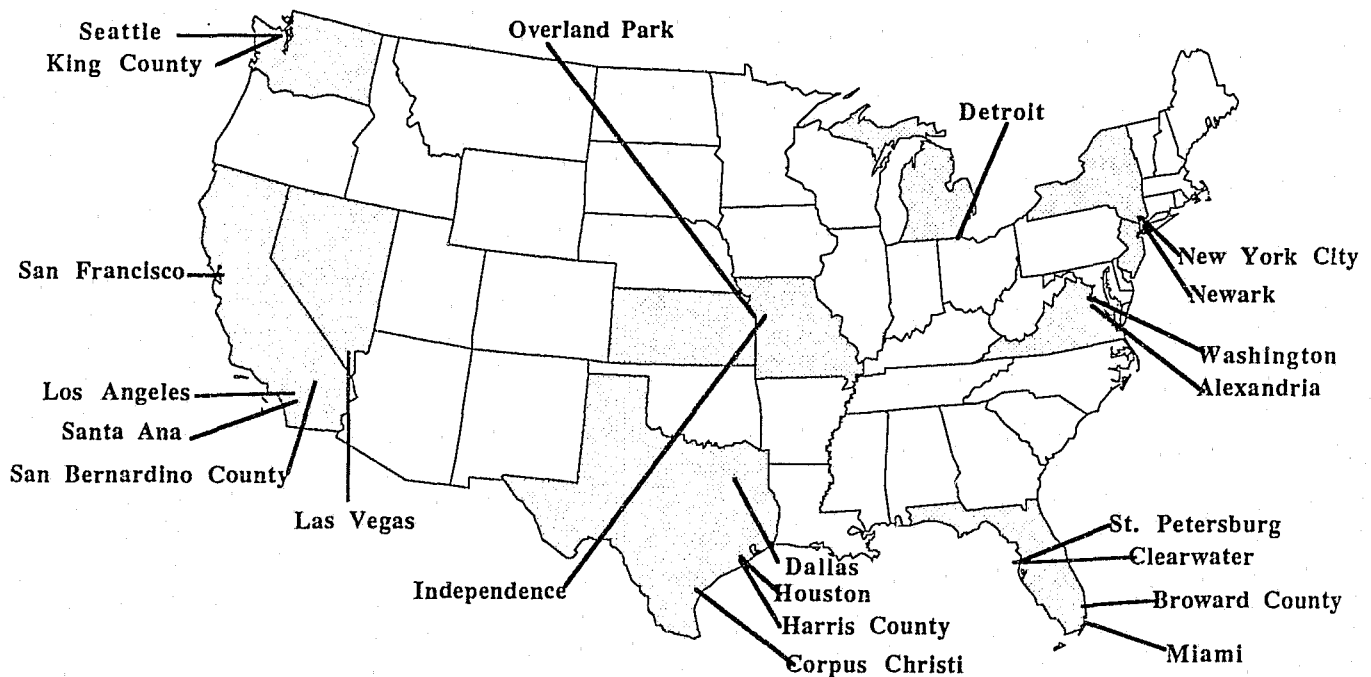 Seattle
King County
Overland Park
Detroit
San Francisco
New York City
Newark
Washington
Alexandria
Los Angeles
Santa Ana
San Bernardino County
Las Vegas
Independence
Dallas
Houston
Harris County
Corpus Christi
St. Petersburg
Clearwater
Broward County
Miami